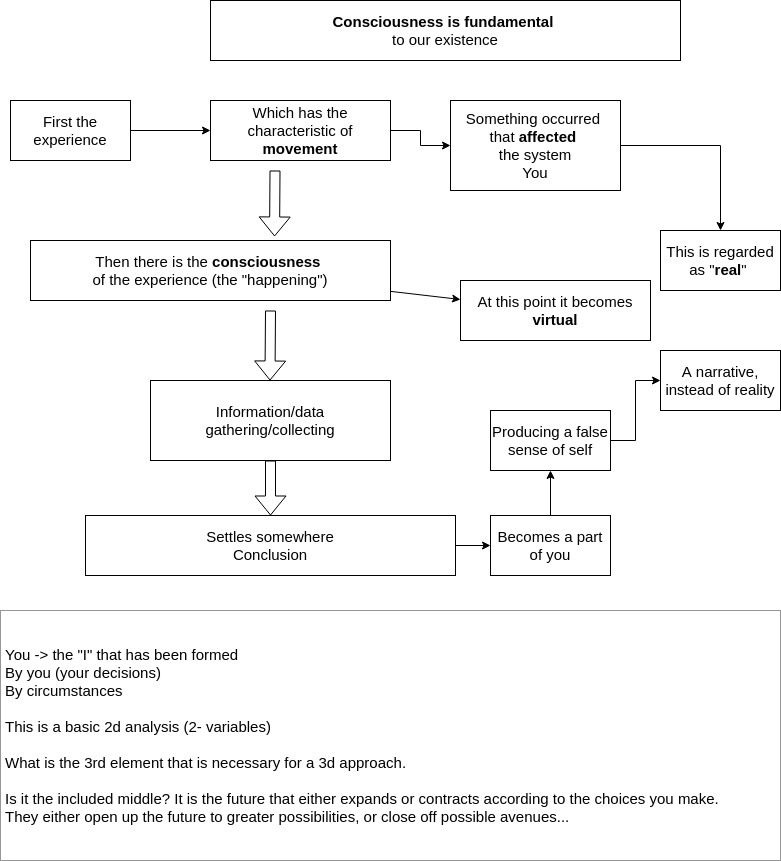 Consciousness is fundamental
to our existence
First the
experience
Which has the
characteristic of
movement
Something occurred
that affected
the system
You
This is regarded
as "real"
Then there is the consciousness
of the experience (the "happening")
At this point it becomes
virtual
A narrative,
instead of reality
Information/data
gathering/collecting
Producing a false
sense of self
Settles somewhere
Conclusion
Becomes a part
of you
You -> the "I" that has been formed
By you (your decisions)
By circumstances
This is a basic 2d analysis (2- variables)
What is the 3rd element that is necessary for a 3d approach.
Is it the included middle? It is the future that either expands or contracts according to the choices you make.
They either open up the future to greater possibilities, or close off possible avenues...